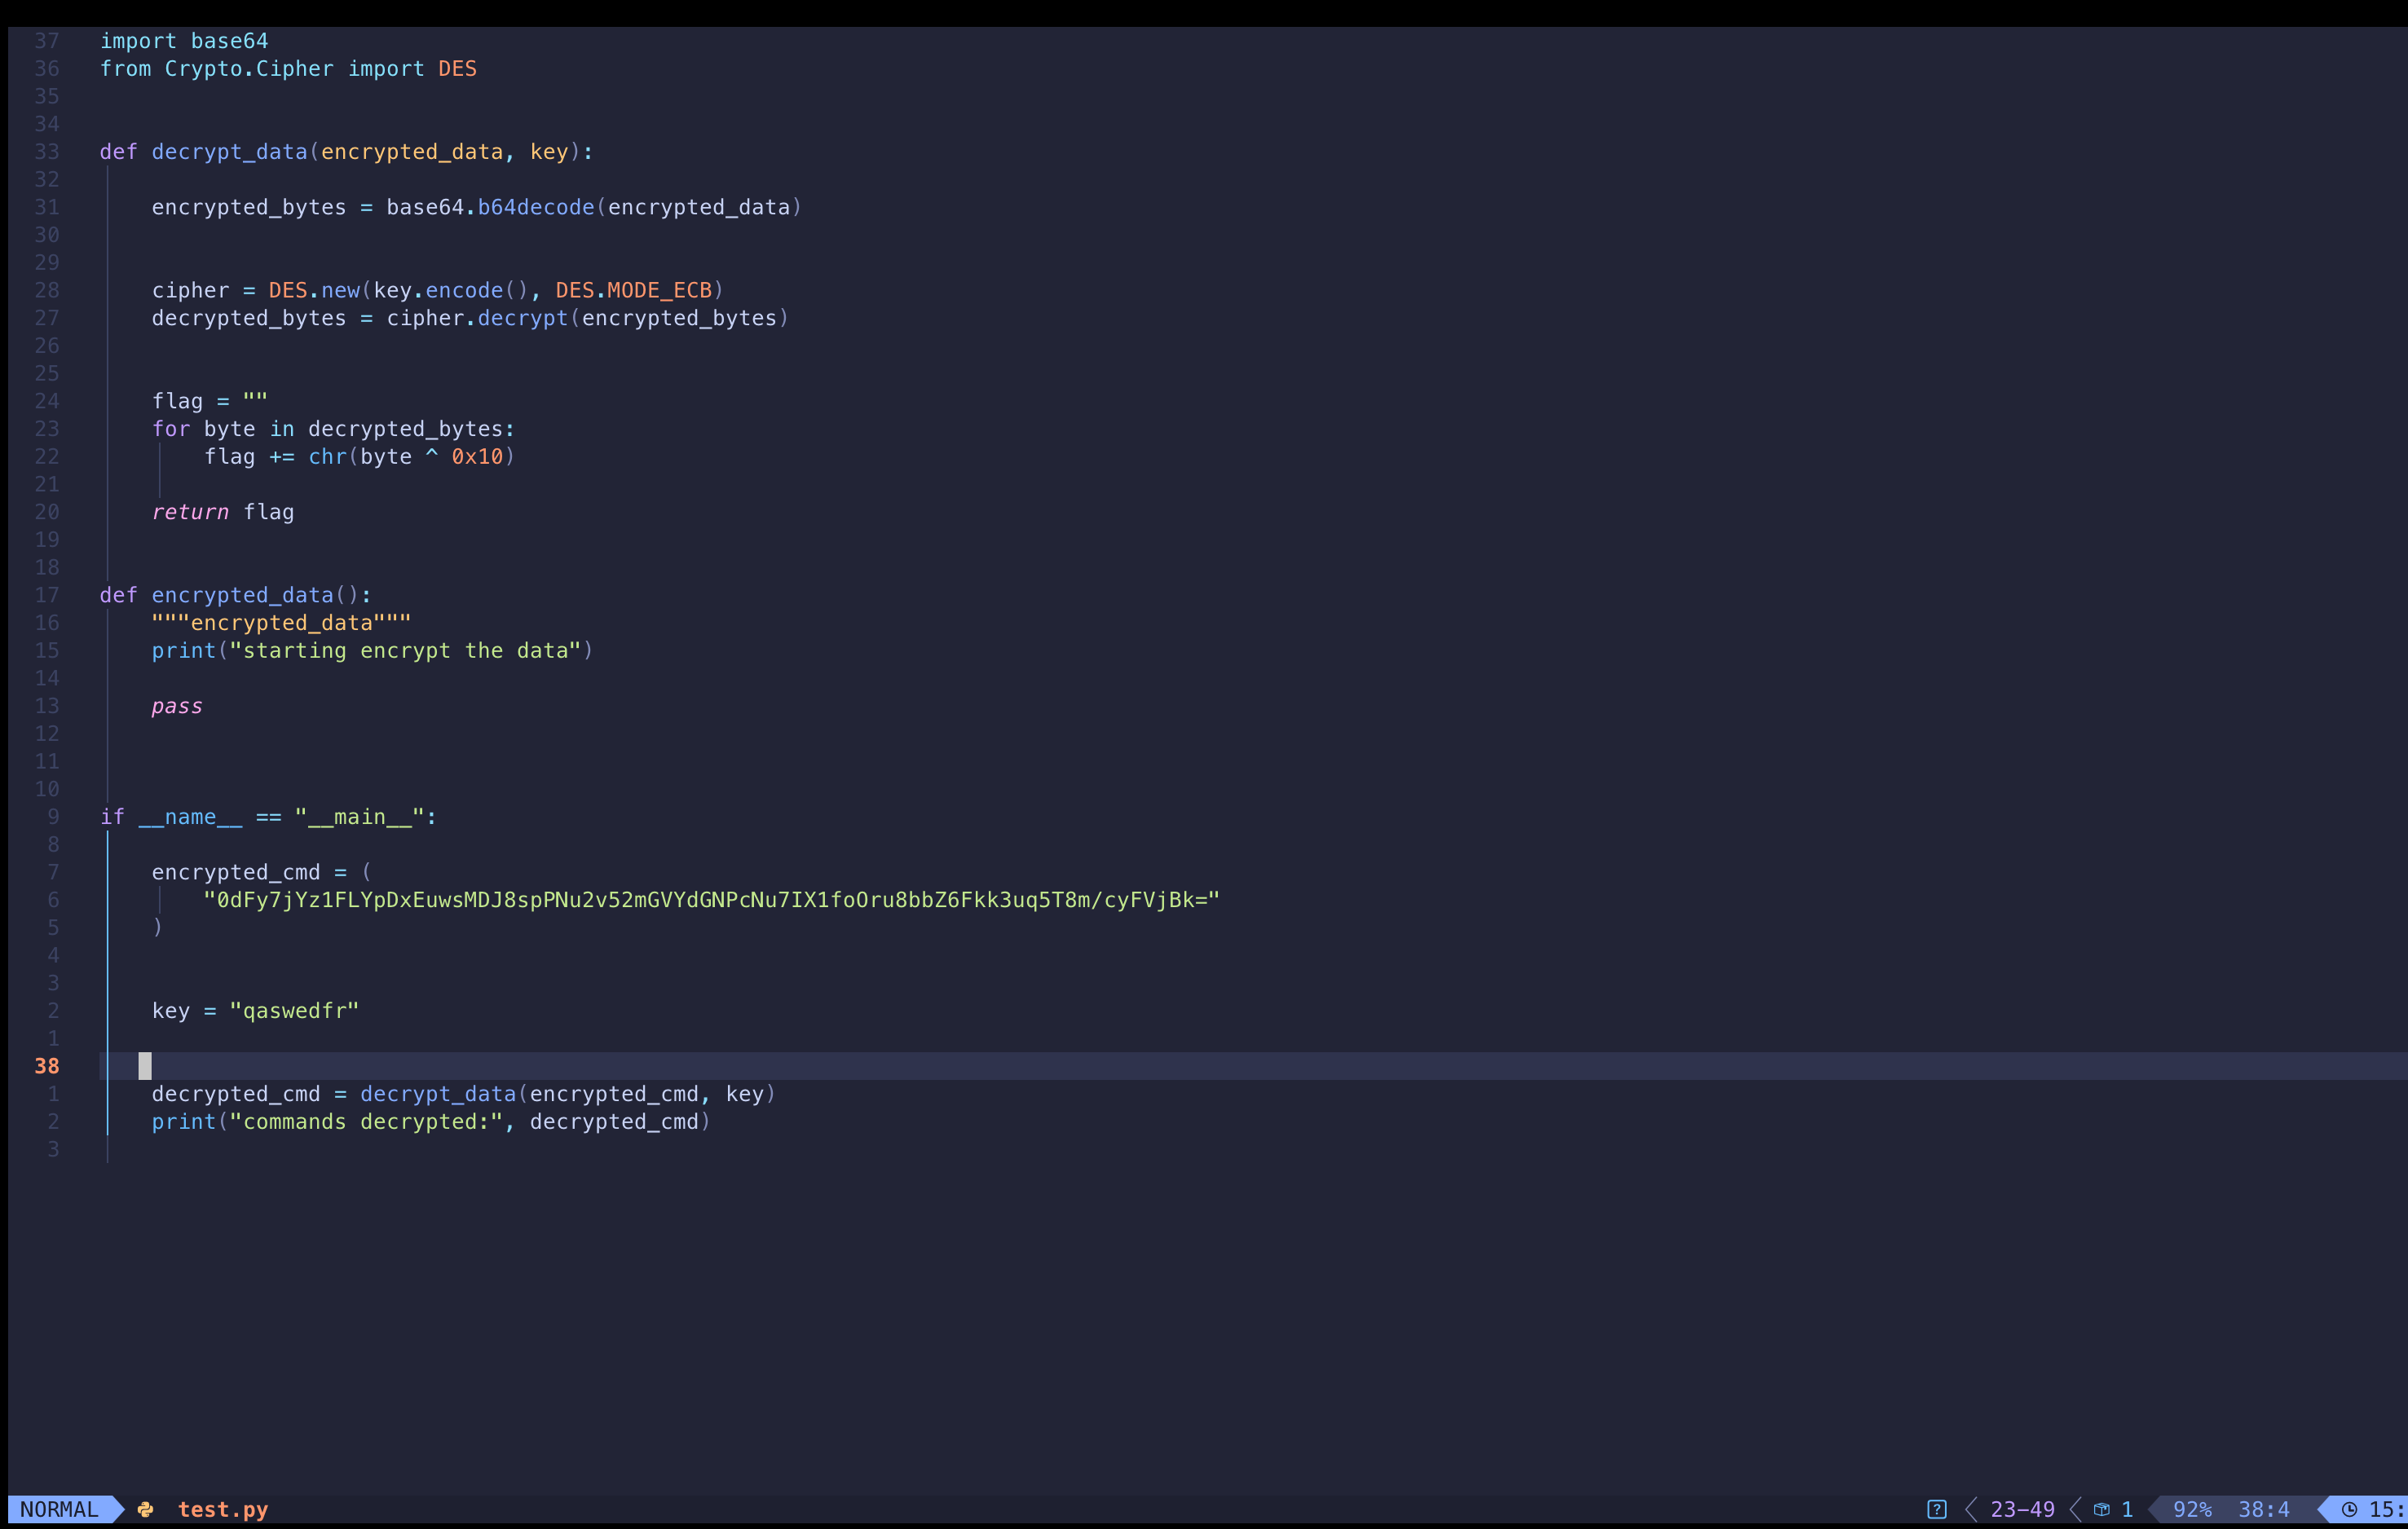 37 import base64
36 from Crypto.Cipher import DES
35
34
33 def decrypt_data(encrypted_data, key):
32
31     encrypted_bytes = base64.b64decode(encrypted_data)
30
29
28     cipher = DES.new(key.encode(), DES.MODE_ECB)
27     decrypted_bytes = cipher.decrypt(encrypted_bytes)
26
25
24     flag = ""
23     for byte in decrypted_bytes:
22         flag += chr(byte ^ 0x10)
21
20     return flag
19
18
17 def encrypted_data():
16     """encrypted_data"""
15     print("starting encrypt the data")
14
13     pass
12
11
10
9 if __name__ == "__main__":
8
7     encrypted_cmd = (
6         "0dFy7jYz1FLYpDxEuwsMDJ8spPNu2v52mGVYdGNPcNu7IX1foOru8bbZ6Fkk3uq5T8m/cyFVjBk="
5     )
4
3
2     key = "qaswedfr"
1
38
1     decrypted_cmd = decrypt_data(encrypted_cmd, key)
2     print("commands decrypted:", decrypted_cmd)
3
NORMAL test.py ? 23-49 1 92% 38:4 15: